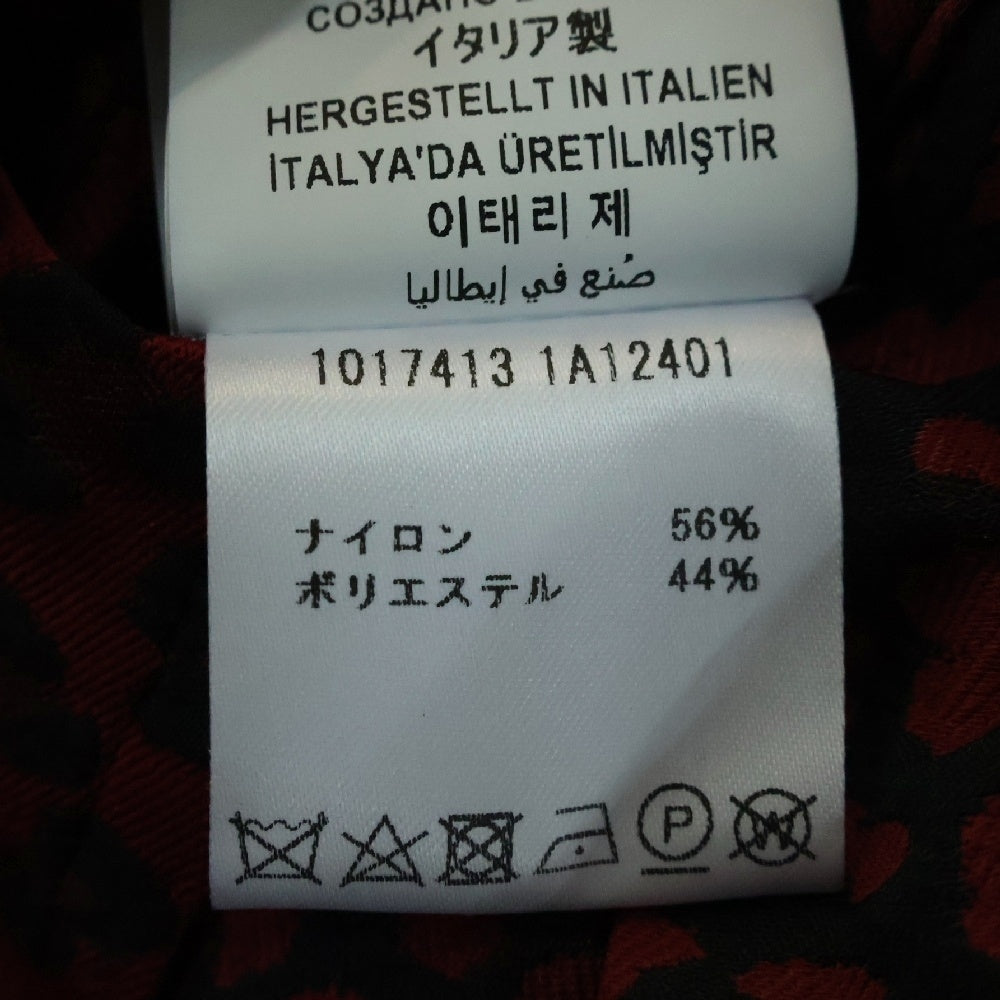 СОЗДАНО
イタリア製
HERGESTELLT IN ITALIEN
İTALYA'DA ÜRETİLMİŞTİR
이태리 제
صُنع في إيطاليا
1017413 1A12401
ナイロン 56%
ポリエステル 44%
P W